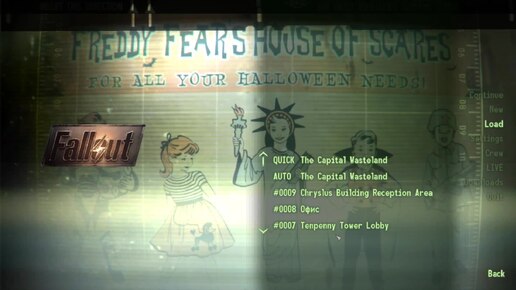 FREDDY FEAR'S HOUSE OF SCARES
FOR ALL YOUR HALLOWEEN NEEDS!
Fallout
Continue
New
Load
Crew
LIVE
QUICK The Capital Wasteland
AUTO The Capital Wasteland
#0009 Chryslus Building Reception Area
#0008 Офис
#0007 Tenpenny Tower Lobby
Back